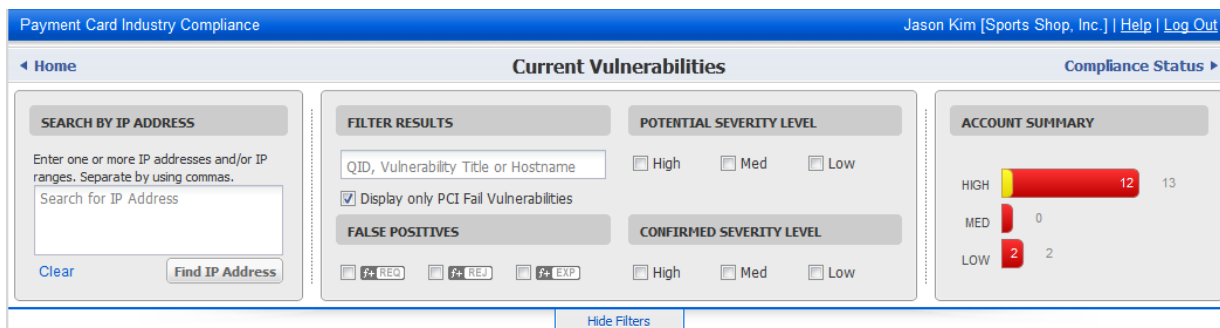 Payment Card Industry Compliance
Jason Kim [Sports Shop, Inc.] | Help | Log Out
Home
Current Vulnerabilities
Compliance Status
SEARCH BY IP ADDRESS
Enter one or more IP addresses and/or IP
ranges. Separate by using commas.
Search for IP Address
Clear
Find IP Address
FILTER RESULTS
QID, Vulnerability Title or Hostname
Display only PCI Fail Vulnerabilities
FALSE POSITIVES
f+ REQ
f+ REJ
f+ EXP
POTENTIAL SEVERITY LEVEL
High Med Low
CONFIRMED SEVERITY LEVEL
High Med Low
ACCOUNT SUMMARY
HIGH 12 13
MED 0
LOW 2 2
Hide Filters